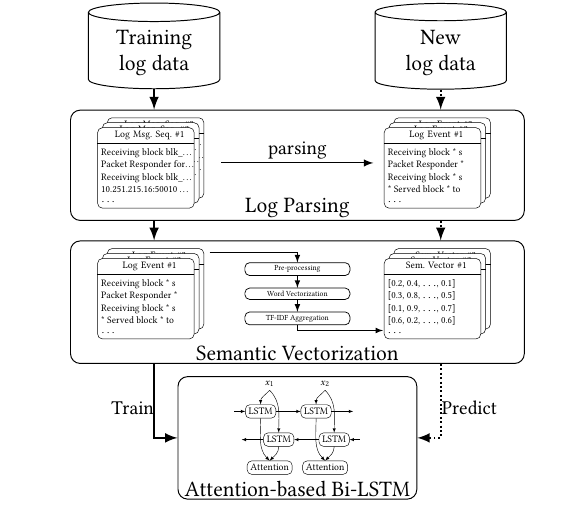 Training
log data
New
log data
Log Msg. Seq. #1
Receiving block blk_...
Packet Responder for...
Receiving block blk_...
10.251.215.16:50010 ...
. . .
parsing
Log Event #1
Receiving block * s
Packet Responder *
Receiving block * s
* Served block * to
. . .
Log Parsing
Log Event #1
Receiving block * s
Packet Responder *
Receiving block * s
* Served block * to
. . .
Pre-processing
Word Vectorization
TF-IDF Aggregation
Sem. Vector #1
[0.2, 0.4, . . ., 0.1]
[0.3, 0.8, . . ., 0.5]
[0.1, 0.9, . . ., 0.7]
[0.6, 0.2, . . ., 0.6]
. . .
Semantic Vectorization
Train
Predict
x1
x2
LSTM
LSTM
LSTM
LSTM
Attention
Attention
Attention-based Bi-LSTM